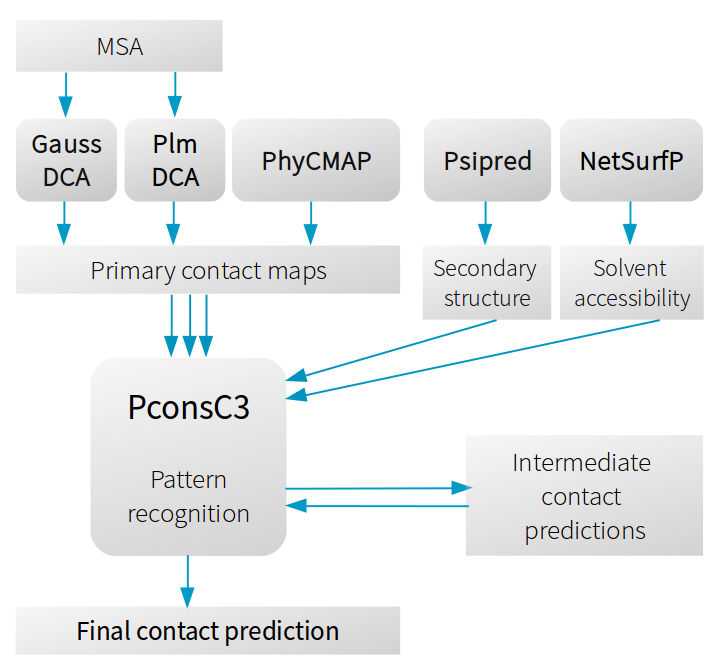 MSA
Gauss
DCA
Plm
DCA
PhyCMAP
Psipred
NetSurfP
Primary contact maps
Secondary
structure
Solvent
accessibility
PconsC3
Pattern
recognition
Intermediate
contact
predictions
Final contact prediction